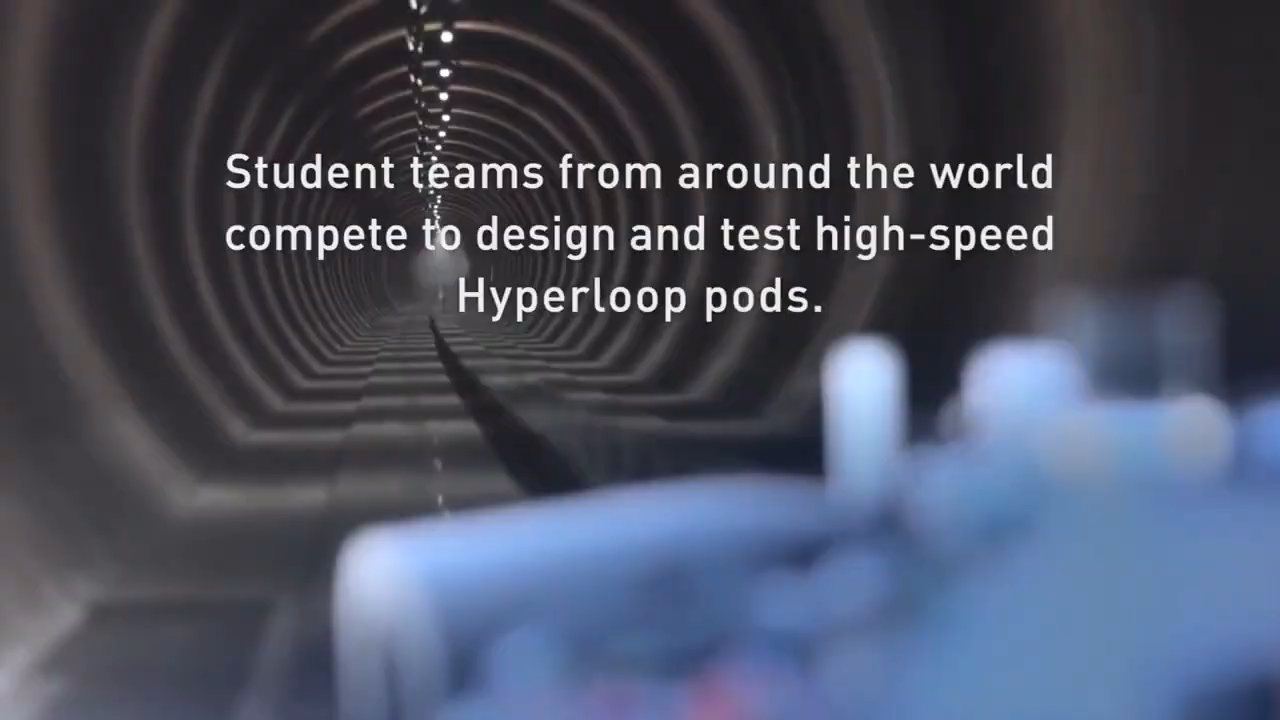 Student teams from around the world
compete to design and test high-speed
Hyperloop pods.